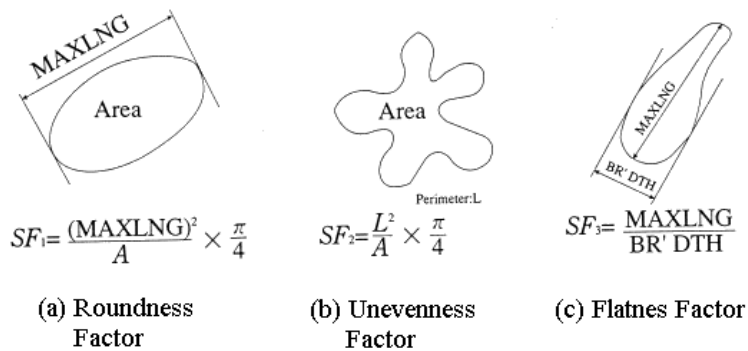 MAXLNG
Area
SF₁= (MAXLNG)² / A × π / 4
(a) Roundness
Factor
Area
Perimeter:L
SF₂= L² / A × π / 4
(b) Unevenness
Factor
MAXLNG
BR' DTH
SF₃= MAXLNG / BR' DTH
(c) Flatnes Factor